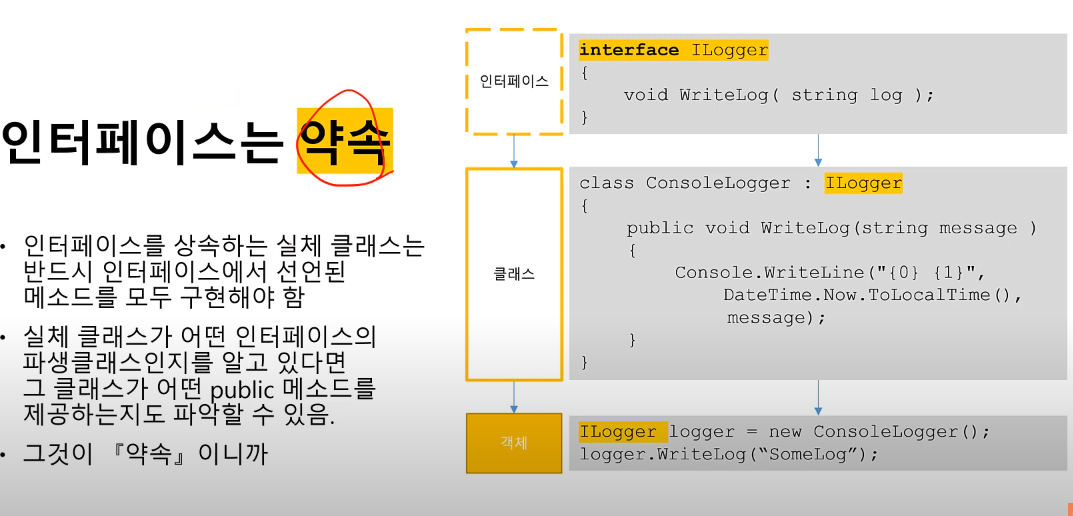 인터페이스는 약속
• 인터페이스를 상속하는 실체 클래스는
반드시 인터페이스에서 선언된
메소드를 모두 구현해야 함
• 실체 클래스가 어떤 인터페이스의
파생클래스인지를 알고 있다면
그 클래스가 어떤 public 메소드를
제공하는지도 파악할 수 있음.
• 그것이 『약속』이니까
인터페이스
interface ILogger
{
void WriteLog( string log );
}
클래스
class ConsoleLogger : ILogger
{
public void WriteLog(string message )
{
Console.WriteLine("{0} {1}",
DateTime.Now.ToLocalTime(),
message);
}
}
객체
ILogger logger = new ConsoleLogger();
logger.WriteLog(“SomeLog”);